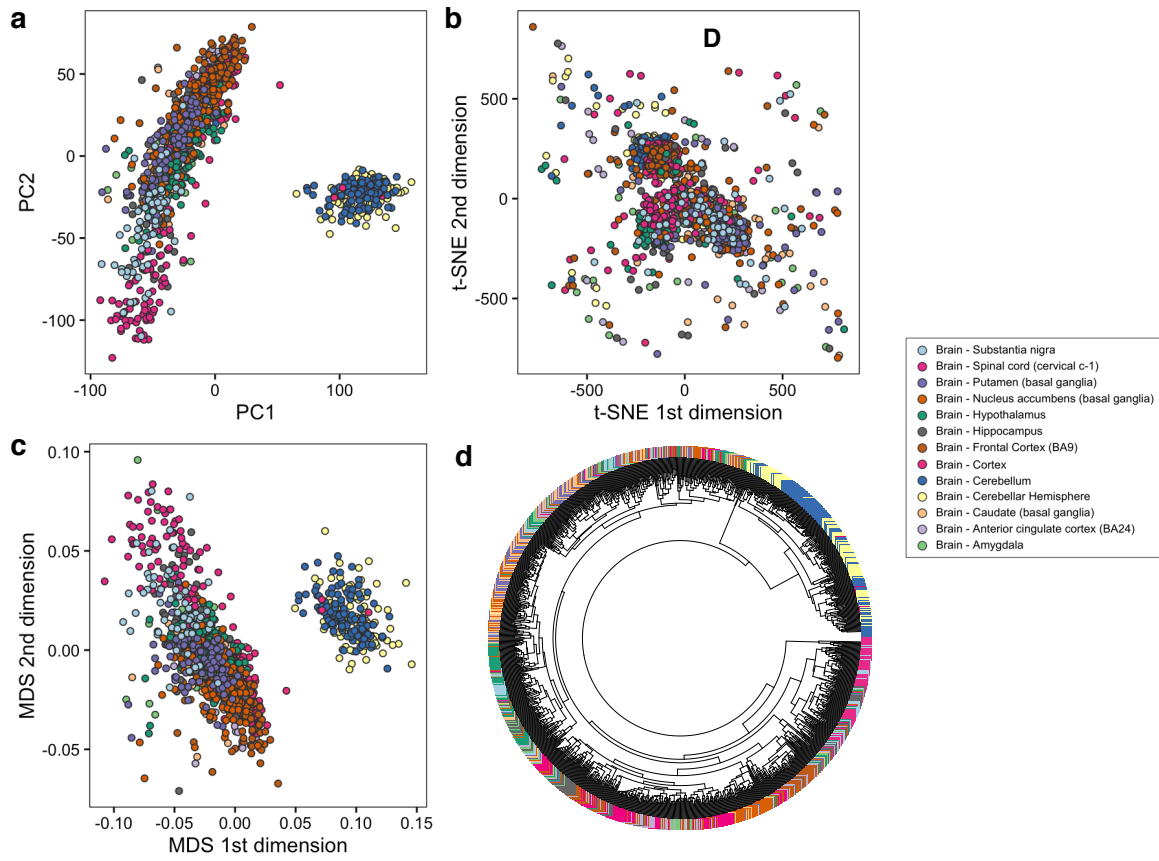 a
50
0
-50
-100
PC2
-100
0
100
PC1
b
D
500
0
-500
t-SNE 2nd dimension
-500
0
500
t-SNE 1st dimension
c
0.10
0.05
0.00
-0.05
MDS 2nd dimension
-0.10
-0.05
0.00
0.05
0.10
0.15
MDS 1st dimension
d
Brain - Substantia nigra
Brain - Spinal cord (cervical c-1)
Brain - Putamen (basal ganglia)
Brain - Nucleus accumbens (basal ganglia)
Brain - Hypothalamus
Brain - Hippocampus
Brain - Frontal Cortex (BA9)
Brain - Cortex
Brain - Cerebellum
Brain - Cerebellar Hemisphere
Brain - Caudate (basal ganglia)
Brain - Anterior cingulate cortex (BA24)
Brain - Amygdala